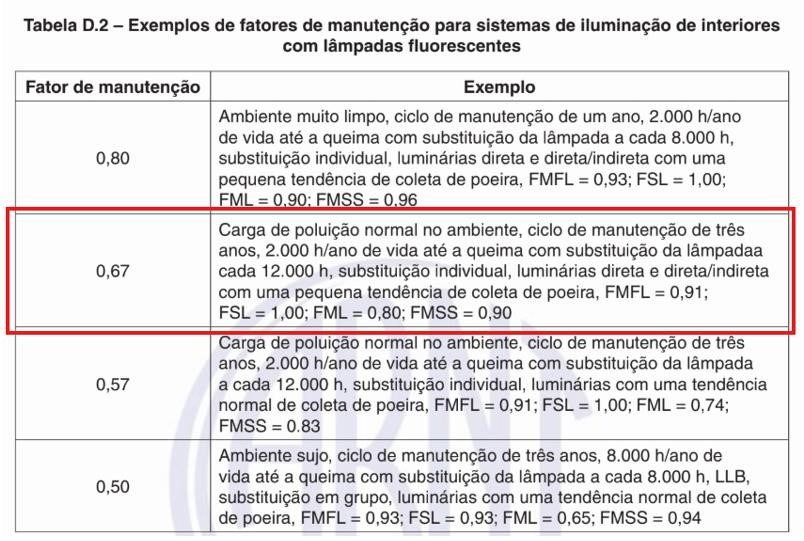 Tabela D.2 – Exemplos de fatores de manutenção para sistemas de iluminação de interiores
com lâmpadas fluorescentes
Fator de manutenção
Exemplo
0,80
Ambiente muito limpo, ciclo de manutenção de um ano, 2.000 h/ano
de vida até a queima com substituição da lâmpada a cada 8.000 h,
substituição individual, luminárias direta e direta/indireta com uma
pequena tendência de coleta de poeira, FMFL = 0,93; FSL = 1,00;
FML = 0,90; FMSS = 0,96
0,67
Carga de poluição normal no ambiente, ciclo de manutenção de três
anos, 2.000 h/ano de vida até a queima com substituição da lâmpadaa
cada 12.000 h, substituição individual, luminárias direta e direta/indireta
com uma pequena tendência de coleta de poeira, FMFL = 0,91;
FSL = 1,00; FML = 0,80; FMSS = 0,90
0,57
Carga de poluição normal no ambiente, ciclo de manutenção de três
anos, 2.000 h/ano de vida até a queima com substituição da lâmpada
a cada 12.000 h, substituição individual, luminárias com uma tendência
normal de coleta de poeira, FMFL = 0,91; FSL = 1,00; FML = 0,74;
FMSS = 0.83
0,50
Ambiente sujo, ciclo de manutenção de três anos, 8.000 h/ano de
vida até a queima com substituição da lâmpada a cada 8.000 h, LLB,
substituição em grupo, luminárias com uma tendência normal de coleta
de poeira, FMFL = 0,93; FSL = 0,93; FML = 0,65; FMSS = 0,94
ABNT